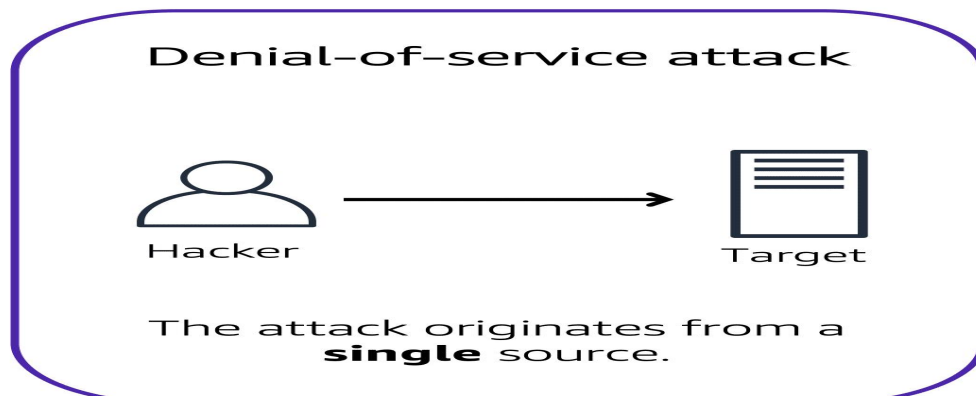 Denial-of-service attack
Hacker
Target
The attack originates from a
single source.